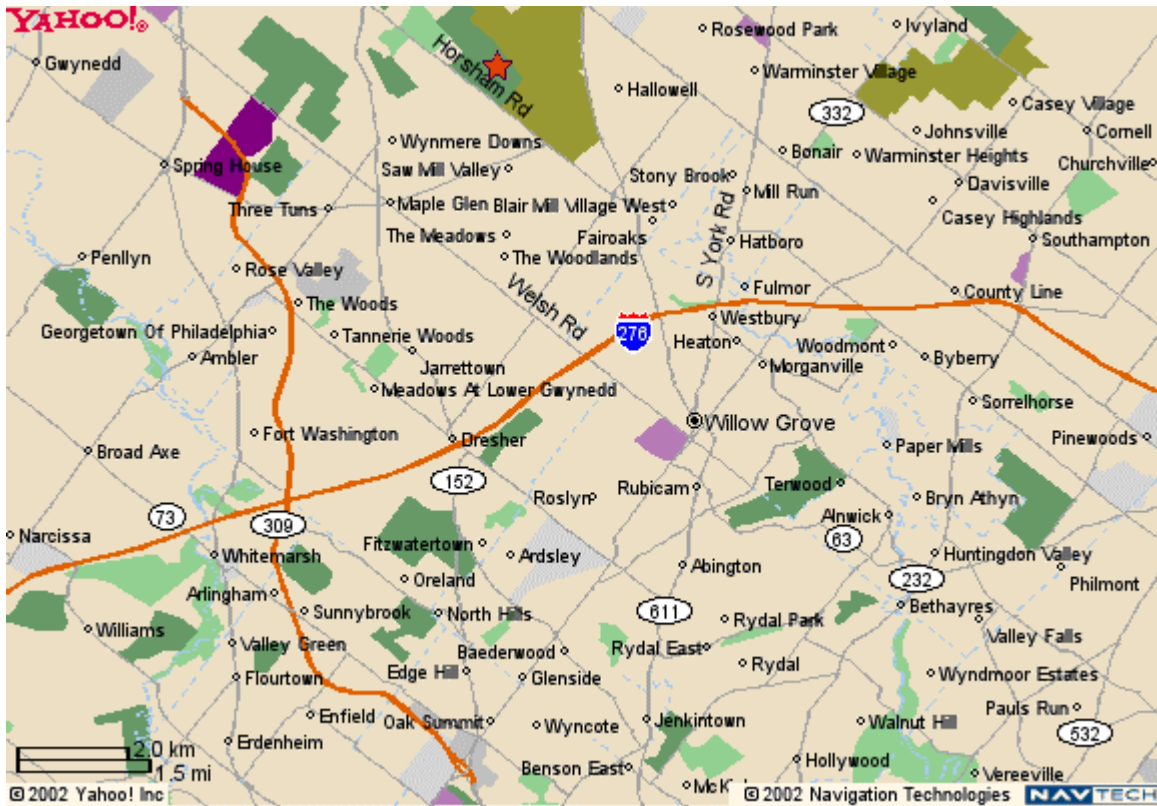 YAHOO!®
Rosewood Park
Ivyland
Gwynedd
Horsham Rd
Warminster Village
Hallowell
Casey Village
332
Wynmere Downs
Johnsville
Cornell
Bonair
Warminster Heights
Churchville
Spring House
Saw Mill Valley
Stony Brook
Davisville
Mill Run
Three Tuns
Maple Glen
Blair Mill Village West
Casey Highlands
The Meadows
Fairoaks
Hatboro
Southampton
S York Rd
Penllyn
The Woodlands
Rose Valley
Welsh Rd
Fulmor
County Line
The Woods
Westbury
276
Georgetown Of Philadelphia
Tannerie Woods
Heaton
Woodmont
Ambler
Jarrettown
Morganville
Byberry
Meadows At Lower Gwynedd
Sorrelhorse
Willow Grove
Fort Washington
Dresher
Paper Mills
Pinewoods
Broad Axe
152
Roslyn
Rubicam
Terwood
Bryn Athyn
73
309
Alnwick
Narcissa
63
Whitemarsh
Fitzwatertown
Ardsley
Huntingdon Valley
Abington
Philmont
Oreland
232
Arlingham
Sunnybrook
North Hills
611
Bethayres
Williams
Rydal Park
Valley Falls
Valley Green
Baederwood
Rydal East
Rydal
Flourtown
Edge Hill
Glenside
Wyndmoor Estates
Enfield
Oak Summit
Wyncote
Jenkintown
Walnut Hill
Pauls Run
532
Erdenheim
2.0 km
1.5 mi
Benson East
Hollywood
Vereeville
© 2002 Yahoo! Inc
© 2002 Navigation Technologies
NAVTECH